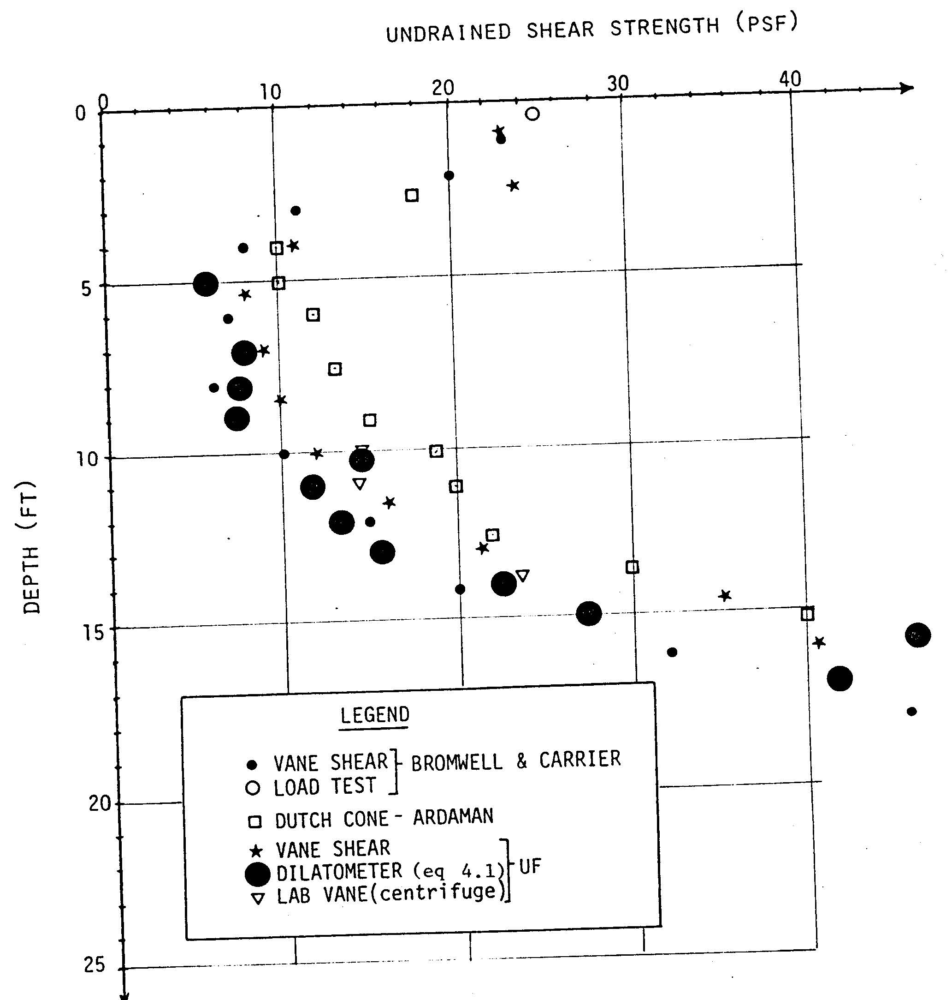 UNDRAINED SHEAR STRENGTH (PSF)
0 10 20 30 40
0
5
10
15
20
25
DEPTH (FT)
LEGEND
VANE SHEAR
LOAD TEST
BROMWELL & CARRIER
DUTCH CONE - ARDAMAN
VANE SHEAR
DILATOMETER (eq 4.1)
LAB VANE (centrifuge)
UF